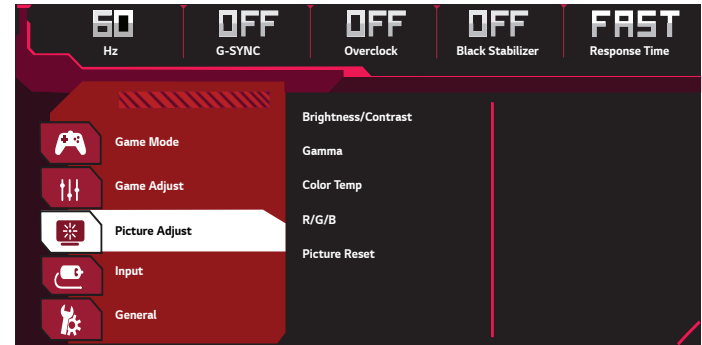 60 OFF OFF OFF FAST
Hz G-SYNC Overclock Black Stabilizer Response Time
Game Mode
Game Adjust
Picture Adjust
Input
General
Brightness/Contrast
Gamma
Color Temp
R/G/B
Picture Reset